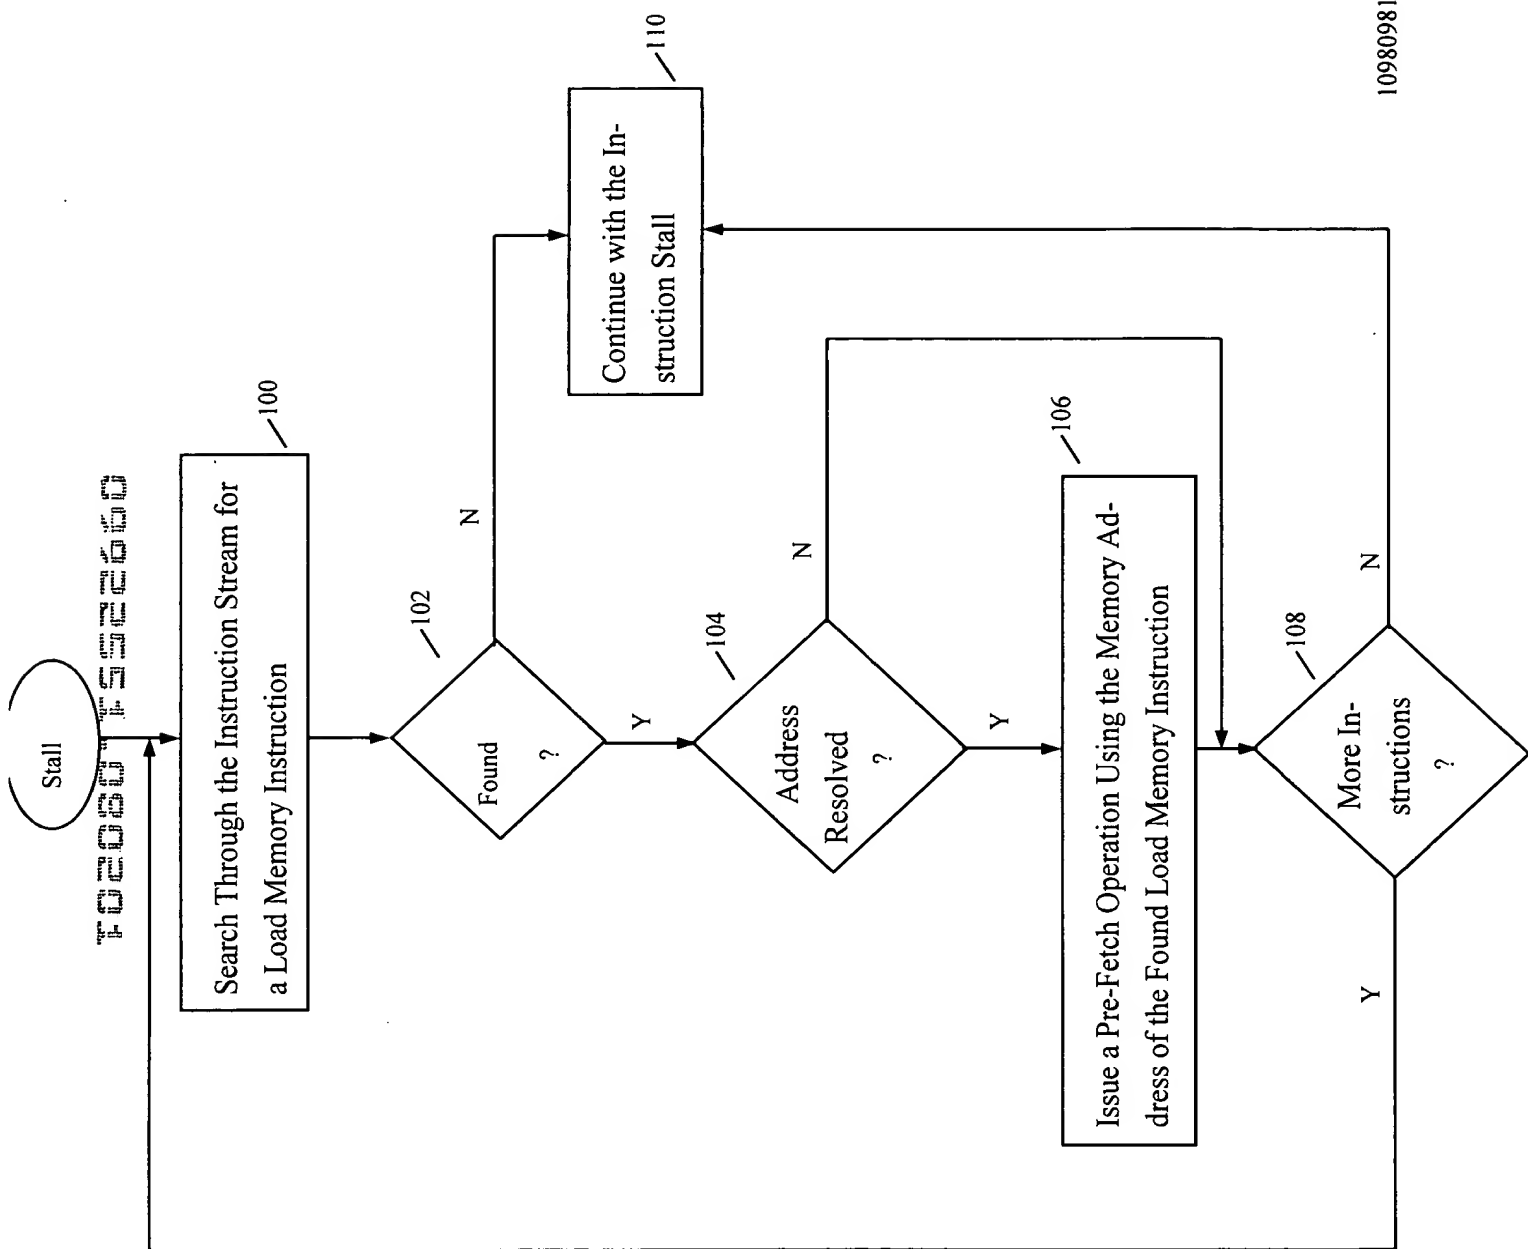 Stall
Search Through the Instruction Stream for
a Load Memory Instruction
100
Found
?
102
N
Y
Continue with the In-
struction Stall
110
Address
Resolved
?
104
N
Y
Issue a Pre-Fetch Operation Using the Memory Ad-
dress of the Found Load Memory Instruction
106
More In-
structions
?
108
N
Y
10980981